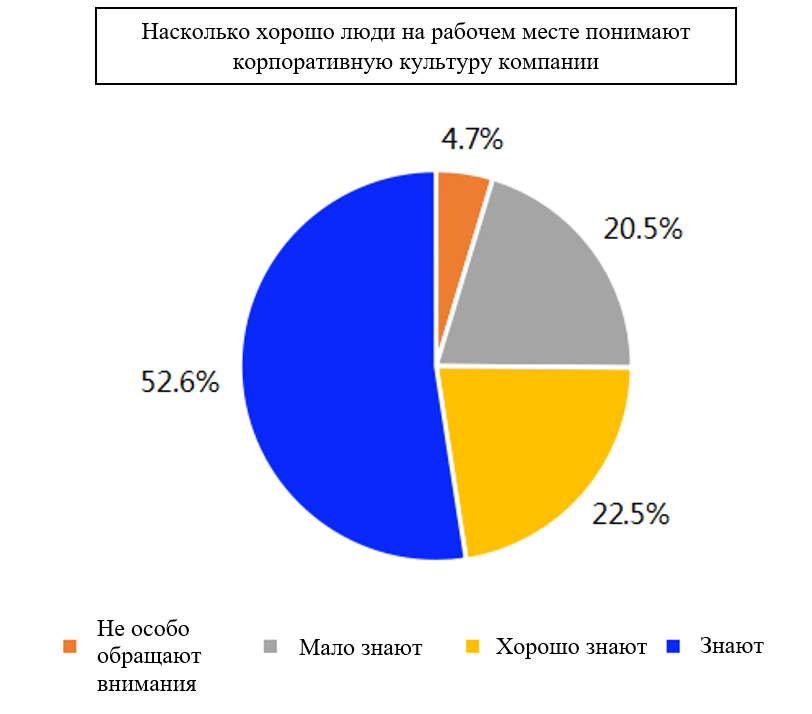 Насколько хорошо люди на рабочем месте понимают
корпоративную культуру компании
4.7%
20.5%
52.6%
22.5%
Не особо
обращают
внимания
Мало знают
Хорошо знают
Знают